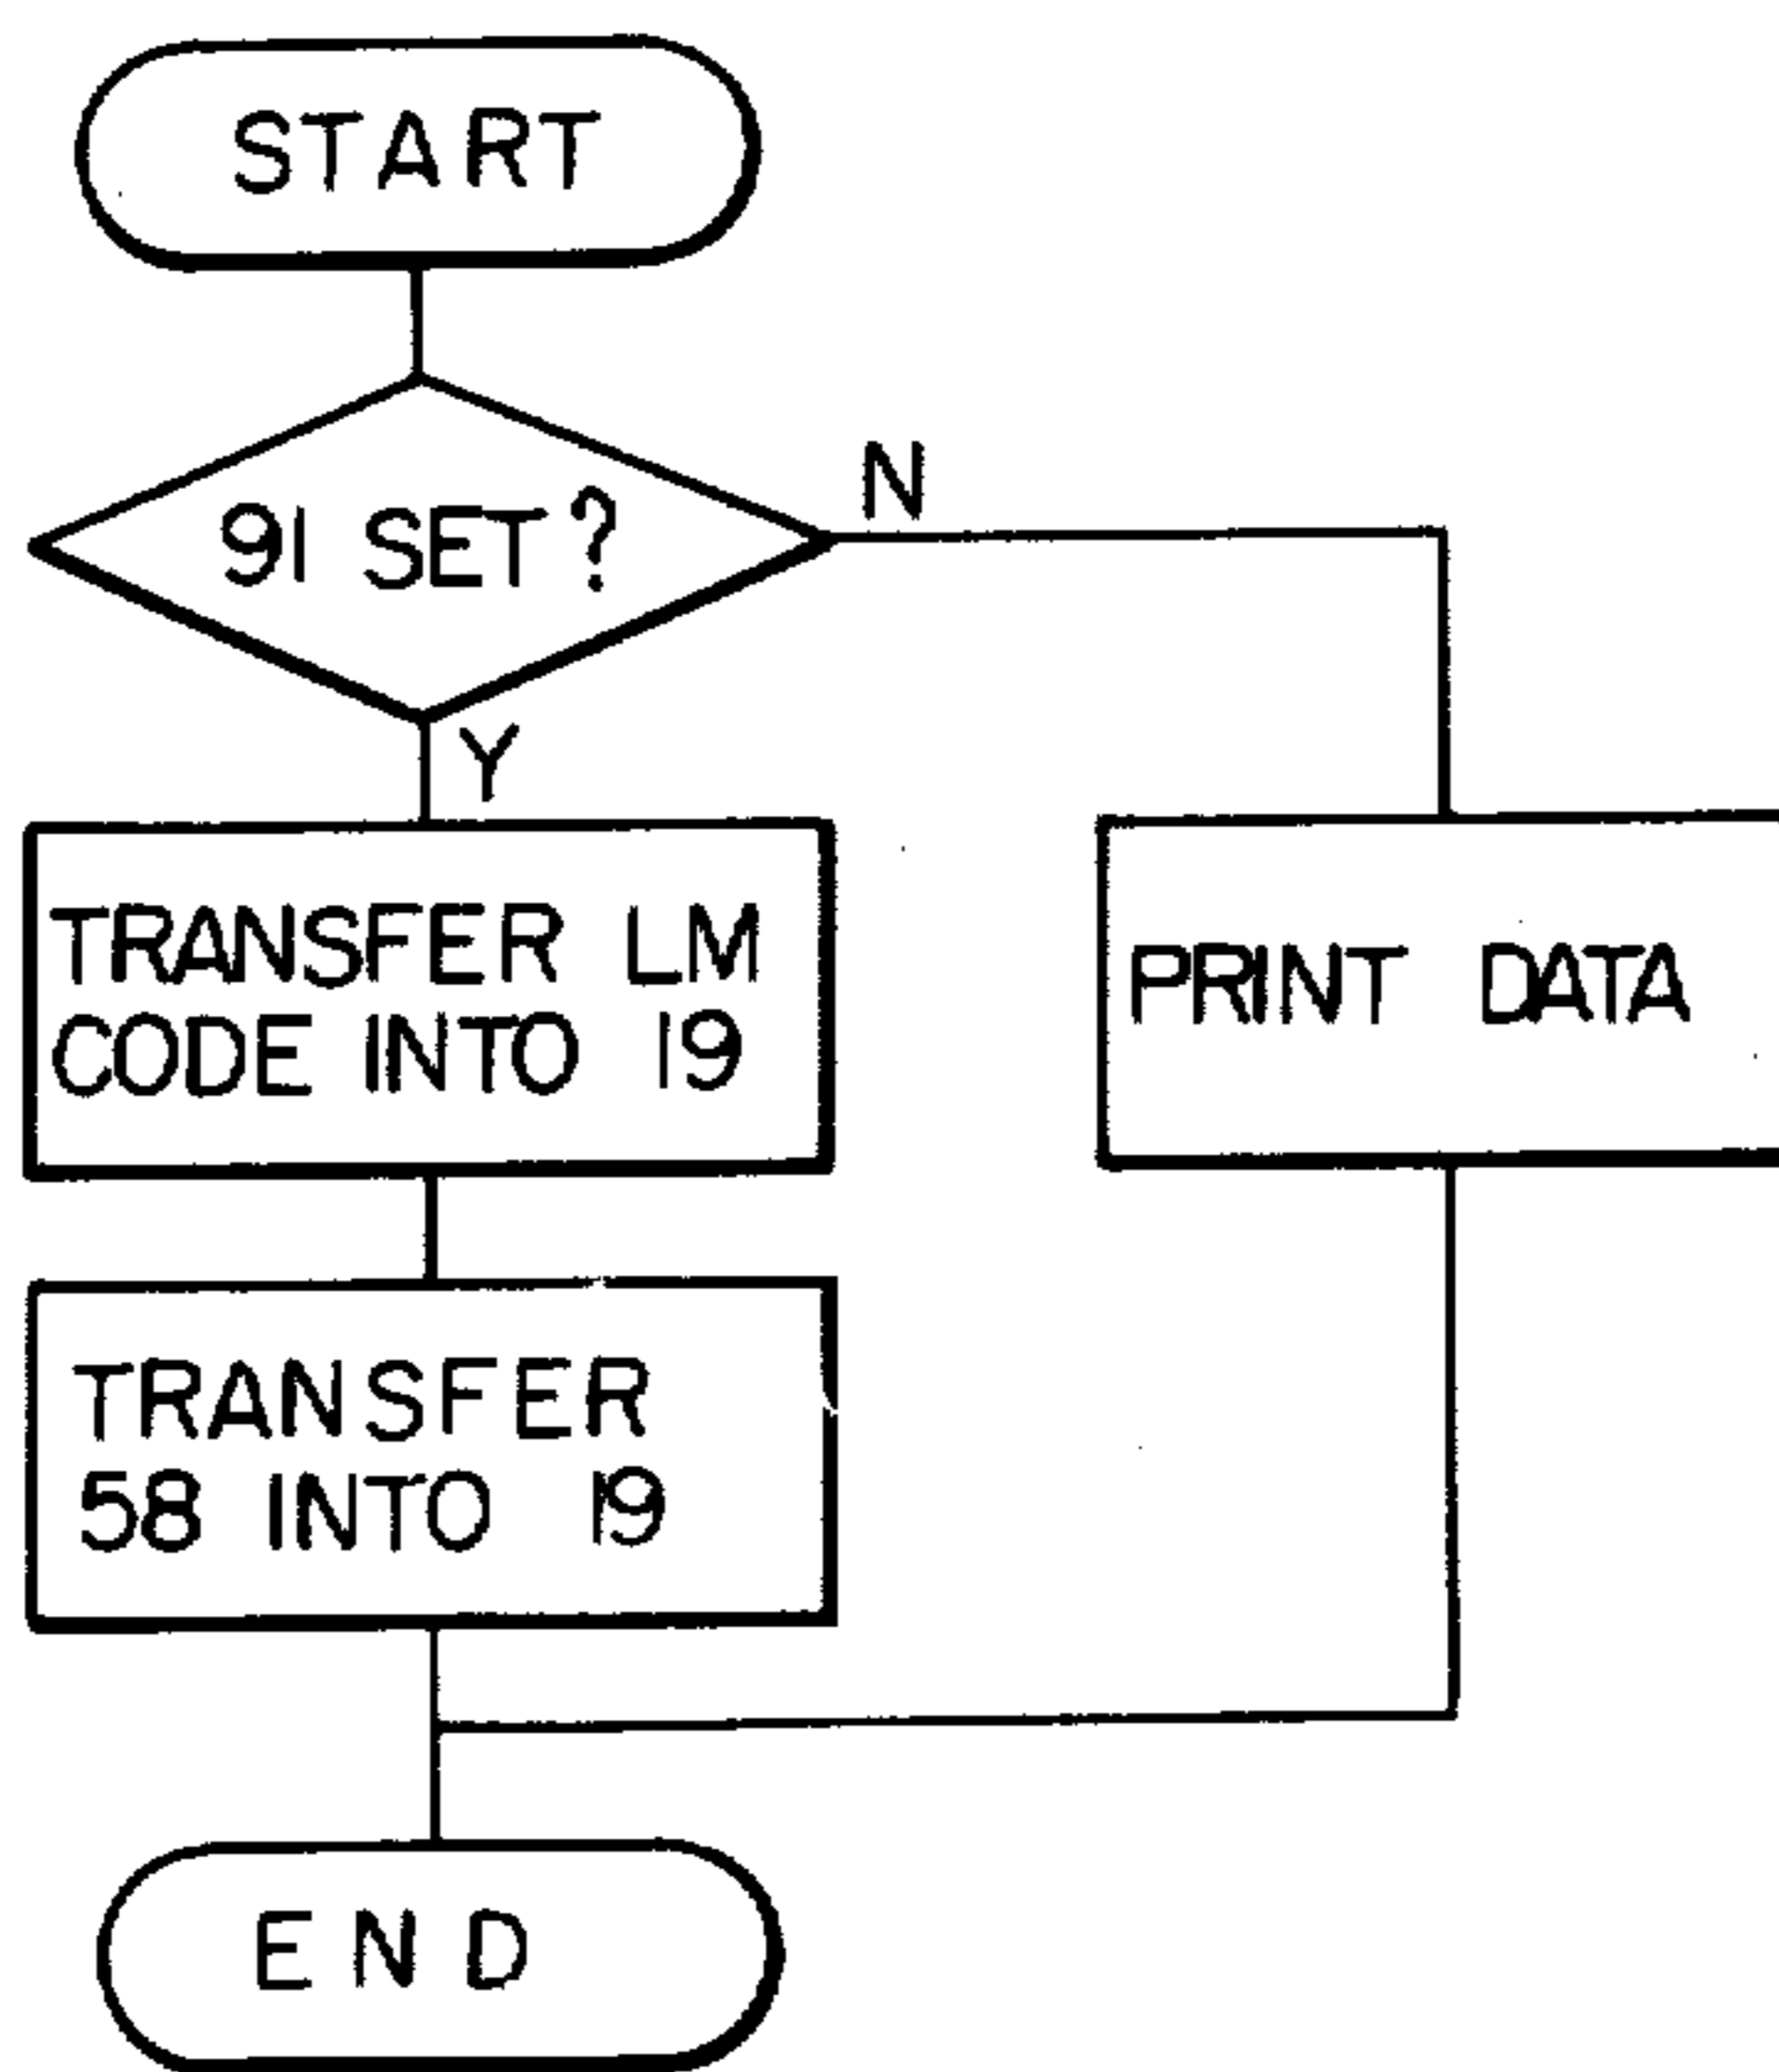 START
91 SET?
N
Y
TRANSFER LM
CODE INTO 19
PRINT DATA
TRANSFER
58 INTO 19
END